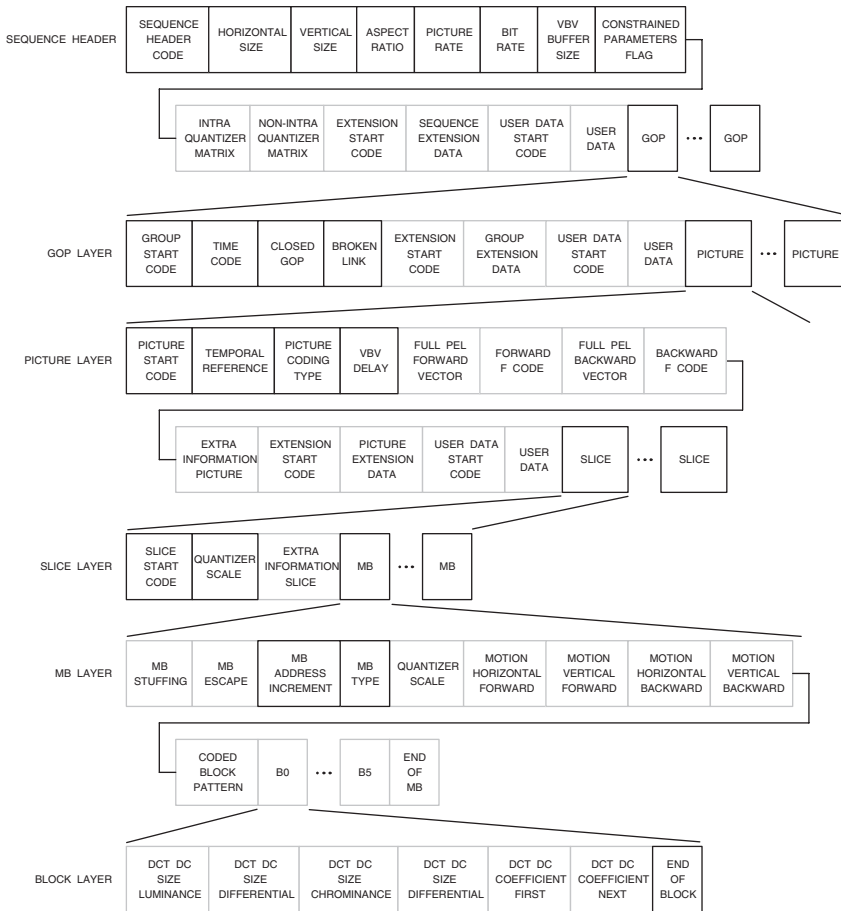 SEQUENCE HEADER
SEQUENCE
HEADER
CODE
HORIZONTAL
SIZE
VERTICAL
SIZE
ASPECT
RATIO
PICTURE
RATE
BIT
RATE
VBV
BUFFER
SIZE
CONSTRAINED
PARAMETERS
FLAG
INTRA
QUANTIZER
MATRIX
NON-INTRA
QUANTIZER
MATRIX
EXTENSION
START
CODE
SEQUENCE
EXTENSION
DATA
USER DATA
START
CODE
USER
DATA
GOP
•••
GOP
GOP LAYER
GROUP
START
CODE
TIME
CODE
CLOSED
GOP
BROKEN
LINK
EXTENSION
START
CODE
GROUP
EXTENSION
DATA
USER DATA
START
CODE
USER
DATA
PICTURE
•••
PICTURE
PICTURE LAYER
PICTURE
START
CODE
TEMPORAL
REFERENCE
PICTURE
CODING
TYPE
VBV
DELAY
FULL PEL
FORWARD
VECTOR
FORWARD
F CODE
FULL PEL
BACKWARD
VECTOR
BACKWARD
F CODE
EXTRA
INFORMATION
PICTURE
EXTENSION
START
CODE
PICTURE
EXTENSION
DATA
USER DATA
START
CODE
USER
DATA
SLICE
•••
SLICE
SLICE LAYER
SLICE
START
CODE
QUANTIZER
SCALE
EXTRA
INFORMATION
SLICE
MB
•••
MB
MB LAYER
MB
STUFFING
MB
ESCAPE
MB
ADDRESS
INCREMENT
MB
TYPE
QUANTIZER
SCALE
MOTION
HORIZONTAL
FORWARD
MOTION
VERTICAL
FORWARD
MOTION
HORIZONTAL
BACKWARD
MOTION
VERTICAL
BACKWARD
CODED
BLOCK
PATTERN
B0
•••
B5
END
OF
MB
BLOCK LAYER
DCT DC
SIZE
LUMINANCE
DCT DC
SIZE
DIFFERENTIAL
DCT DC
SIZE
CHROMINANCE
DCT DC
SIZE
DIFFERENTIAL
DCT DC
COEFFICIENT
FIRST
DCT DC
COEFFICIENT
NEXT
END
OF
BLOCK